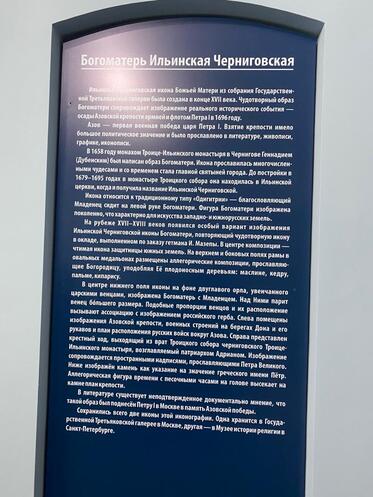 Богоматерь Ильинская Черниговская
Ильинская Черниговская икона Божьей Матери из собрания Государствен-
ной Третьяковской галереи была создана в конце XVII века. Чудотворный образ
Богоматери сопровождает изображение реального исторического события —
осады Азовской крепости армией и флотом Петра I в 1696 году.
Азов — первая военная победа царя Петра I. Взятие крепости имело
большое политическое значение и было прославлено в литературе, живописи,
графике, иконописи.
В 1658 году монахом Троице-Ильинского монастыря в Чернигове Геннадием
(Дубенским) был написан образ Богоматери. Икона прославилась многочислен-
ными чудесами и со временем стала главной святыней города. До постройки в
1679–1695 годах в монастыре Троицкого собора она находилась в Ильинской
церкви, когда и получила название Ильинской Черниговской.
Икона относится к традиционному типу «Одигитрии» — благословляющий
Младенец сидит на левой руке Богоматери. Фигура Богоматери изображена
поколенно, что характерно для искусства западно- и южнорусских земель.
На рубеже XVII–XVIII веков появился особый вариант изображения
Ильинской Черниговской иконы Богоматери, повторяющий чудотворную икону
в окладе, выполненном по заказу гетмана И. Мазепы. В центре композиции —
чтимая икона защитницы южных земель. На верхнем и боковых полях рамы в
овальных медальонах размещены аллегорические композиции, прославляю-
щие Богородицу, уподобляя Её плодоносным деревьям: маслине, кедру,
пальме, кипарису.
В центре нижнего поля иконы на фоне двуглавого орла, увенчанного
царскими венцами, изображена Богоматерь с Младенцем. Над Ними парит
венец большего размера. Подобные пропорции венцов и их расположение
вызывают ассоциацию с изображением российского герба. Слева помещены
изображения Азовской крепости, военных строений на берегах Дона и его
рукавов и план расположения русских войск вокруг Азова. Справа представлен
крестный ход, выходящий из врат Троицкого собора черниговского Троице-
Ильинского монастыря, возглавляемый патриархом Адрианом. Изображение
сопровождается пространными надписями, прославляющими Петра Великого.
Ниже изображён камень как указание на значение греческого имени Пётр.
Аллегорическая фигура времени с песочными часами на голове высекает на
камне план крепости.
В литературе существует неподтверждённое документально мнение, что
такой образ был поднесён Петру I в Москве в память Азовской победы.
Сохранились всего две иконы этой иконографии. Одна хранится в Госуда-
рственной Третьяковской галерее в Москве, другая — в Музее истории религии в
Санкт-Петербурге.